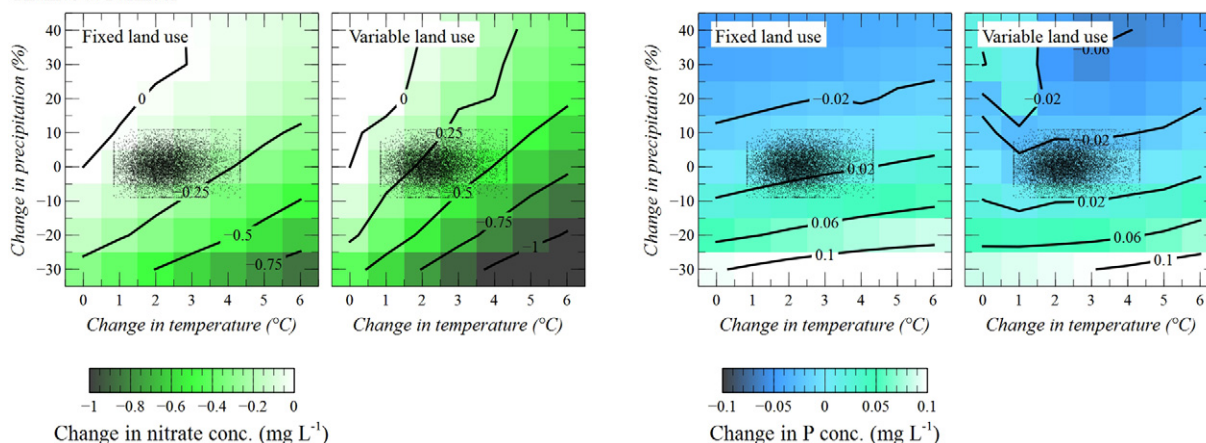 Fixed land use
Variable land use
Change in precipitation (%)
40
30
20
10
0
−10
−20
−30
0
−0.25
−0.5
−0.75
0
0.25
0.5
−0.75
−1
0 1 2 3 4 5 6
0 1 2 3 4 5 6
Change in temperature (°C)
Change in temperature (°C)
−1 −0.8 −0.6 −0.4 −0.2 0
Change in nitrate conc. (mg L-1)
Fixed land use
Variable land use
Change in precipitation (%)
40
30
20
10
0
−10
−20
−30
−0.02
0.02
0.06
0.1
−0.06
−0.02
−0.02
0.02
0.06
0.1
0 1 2 3 4 5 6
0 1 2 3 4 5 6
Change in temperature (°C)
Change in temperature (°C)
−0.1 −0.05 0 0.05 0.1
Change in P conc. (mg L-1)